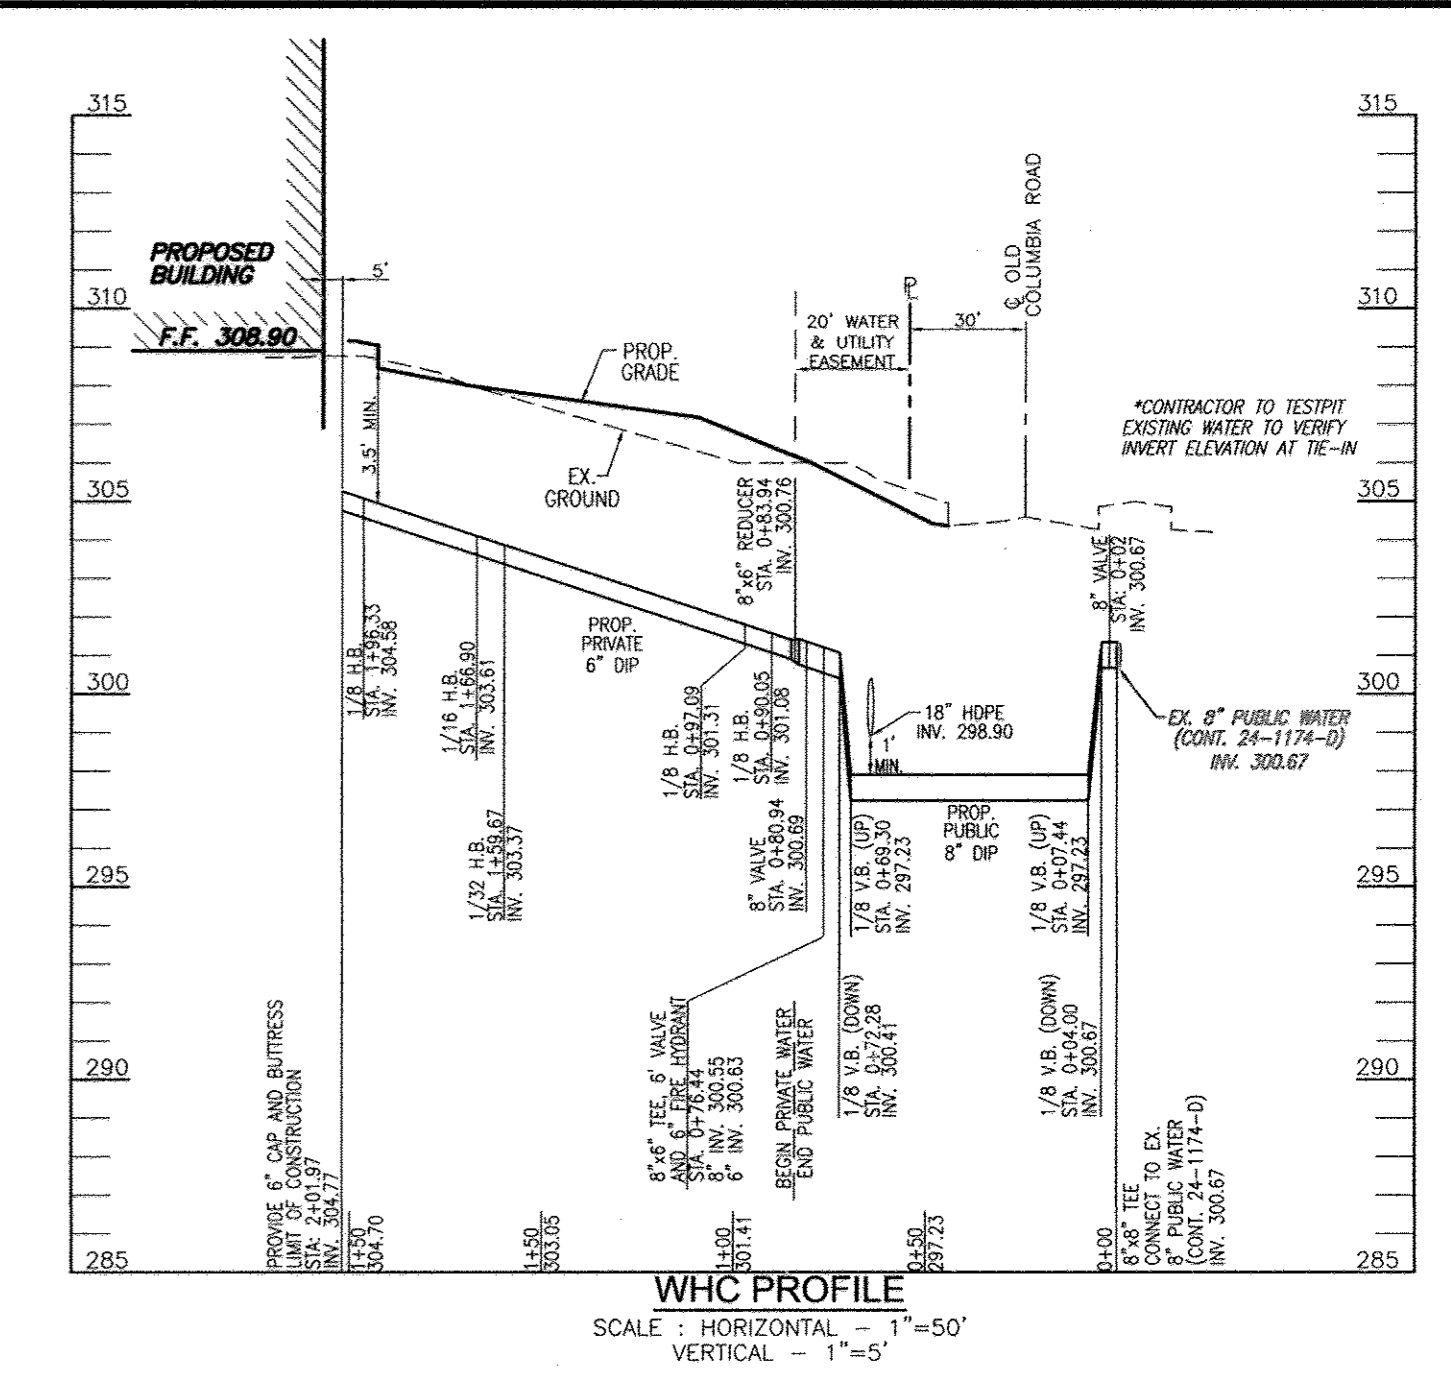 315
315
310
310
305
305
300
300
295
295
290
290
285
285
PROPOSED
BUILDING
F.F. 308.90
5'
3.5' MIN.
PROP.
GRADE
EX.
GROUND
20' WATER
& UTILITY
EASEMENT
PL
30'
CL OLD
COLUMBIA ROAD
*CONTRACTOR TO TESTPIT
EXISTING WATER TO VERIFY
INVERT ELEVATION AT TIE-IN
8"x6" REDUCER
STA. 0+83.94
INV. 300.76
8" VALVE
STA: 0+02
INV. 300.67
PROP.
PRIVATE
6" DIP
1/8 H.B.
STA. 1+96.33
INV. 304.58
1/16 H.B.
STA. 1+66.90
INV. 303.61
1/32 H.B.
STA. 1+59.67
INV. 303.37
1/8 H.B.
STA. 0+97.09
INV. 301.31
1/8 H.B.
STA. 0+90.05
INV. 301.08
8" VALVE
STA. 0+80.94
INV. 300.69
18" HDPE
INV. 298.90
1'
MIN.
EX. 8" PUBLIC WATER
(CONT. 24-1174-D)
INV. 300.67
PROP.
PUBLIC
8" DIP
1/8 V.B. (UP)
STA. 0+69.30
INV. 297.23
1/8 V.B. (UP)
STA. 0+07.44
INV. 297.23
1/8 V.B. (DOWN)
STA. 0+72.28
INV. 300.41
1/8 V.B. (DOWN)
STA. 0+04.00
INV. 300.67
8"x6" TEE, 6' VALVE
AND 6" FIRE HYDRANT
STA. 0+76.44
8" INV. 300.55
6" INV. 300.63
BEGIN PRIVATE WATER
END PUBLIC WATER
PROVIDE 6" CAP AND BUTTRESS
LIMIT OF CONSTRUCTION
STA: 2+01.97
INV. 304.77
8"x8" TEE
CONNECT TO EX.
8" PUBLIC WATER
(CONT. 24-1174-D)
INV. 300.67
1+50
304.70
1+50
303.05
1+00
301.41
0+50
297.23
0+00
WHC PROFILE
SCALE : HORIZONTAL - 1"=50'
VERTICAL - 1"=5'